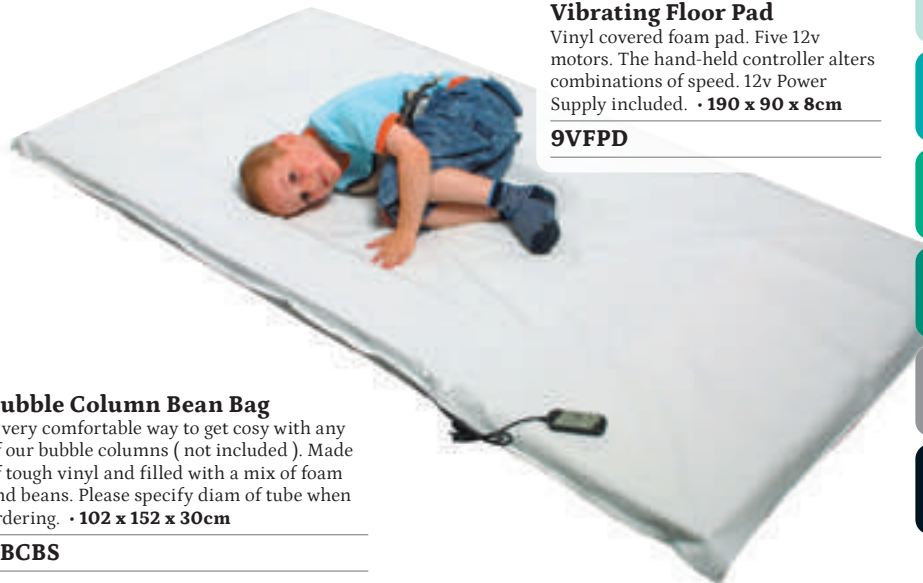 Vibrating Floor Pad
Vinyl covered foam pad. Five 12v
motors. The hand-held controller alters
combinations of speed. 12v Power
Supply included. • 190 x 90 x 8cm
9VFPD
ubble Column Bean Bag
very comfortable way to get cosy with any
f our bubble columns ( not included ). Made
f tough vinyl and filled with a mix of foam
nd beans. Please specify diam of tube when
rdering. • 102 x 152 x 30cm
BCBS